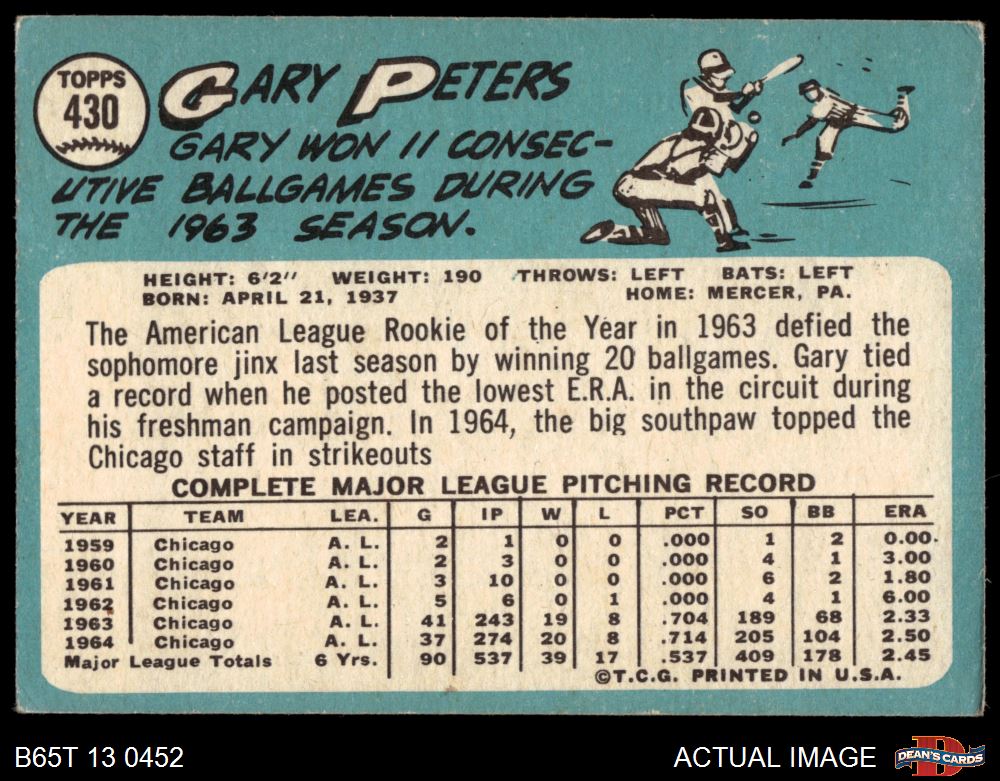 TOPPS
430
GARY PETERS
GARY WON 11 CONSEC-
UTIVE BALLGAMES DURING
THE 1963 SEASON.
HEIGHT: 6'2" WEIGHT: 190 THROWS: LEFT BATS: LEFT
BORN: APRIL 21, 1937 HOME: MERCER, PA.
The American League Rookie of the Year in 1963 defied the
sophomore jinx last season by winning 20 ballgames. Gary tied
a record when he posted the lowest E.R.A. in the circuit during
his freshman campaign. In 1964, the big southpaw topped the
Chicago staff in strikeouts
COMPLETE MAJOR LEAGUE PITCHING RECORD
YEAR TEAM LEA. G IP W L PCT SO BB ERA
1959 Chicago A. L. 2 1 0 0 .000 1 2 0.00
1960 Chicago A. L. 2 3 0 0 .000 4 1 3.00
1961 Chicago A. L. 3 10 0 0 .000 6 2 1.80
1962 Chicago A. L. 5 6 0 1 .000 4 1 6.00
1963 Chicago A. L. 41 243 19 8 .704 189 68 2.33
1964 Chicago A. L. 37 274 20 8 .714 205 104 2.50
Major League Totals 6 Yrs. 90 537 39 17 .537 409 178 2.45
©T.C.G. PRINTED IN U.S.A.
B65T 13 0452
ACTUAL IMAGE
DEAN'S CARDS